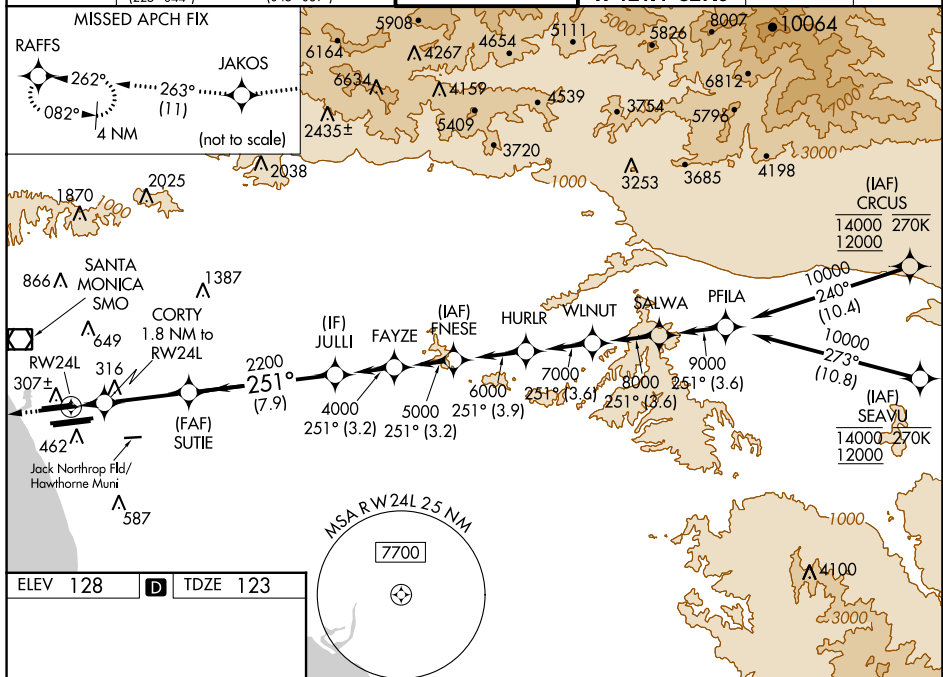 MISSED APCH FIX
RAFFS
JAKOS
262°
263°
(11)
082°
4 NM
(not to scale)
5908
6164
4267
4654
5111
5826
8007
10064
6634
4159
4539
6812
7000
2435±
5409
3754
5796
3720
3000
2038
3253
3685
4198
1000
1870
1000
2025
(IAF)
CRCUS
14000 270K
12000
866
SANTA
MONICA
SMO
1387
10000
240°
(10.4)
CORTY
1.8 NM to
RW24L
649
(IF)
JULLI
FAYZE
(IAF)
FNESE
HURLR
WLNUT
SALWA
PFILA
RW24L
316
307±
2200
251°
(7.9)
4000
251° (3.2)
5000
251° (3.2)
6000
251° (3.9)
7000
251° (3.6)
8000
251° (3.6)
9000
251° (3.6)
10000
273°
(10.8)
(FAF)
SUTIE
(IAF)
SEAVU
14000 270K
12000
462
Jack Northrop Fld/
Hawthorne Muni
587
MSA RW24L 25 NM
7700
1000
4100
3000
ELEV 128 D TDZE 123